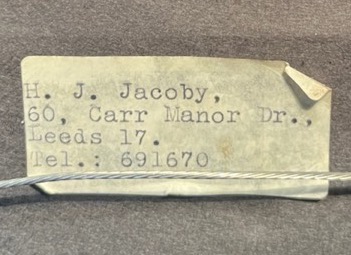 H. J. Jacoby,
60, Carr Manor Dr.,
Leeds 17.
Tel.: 691670